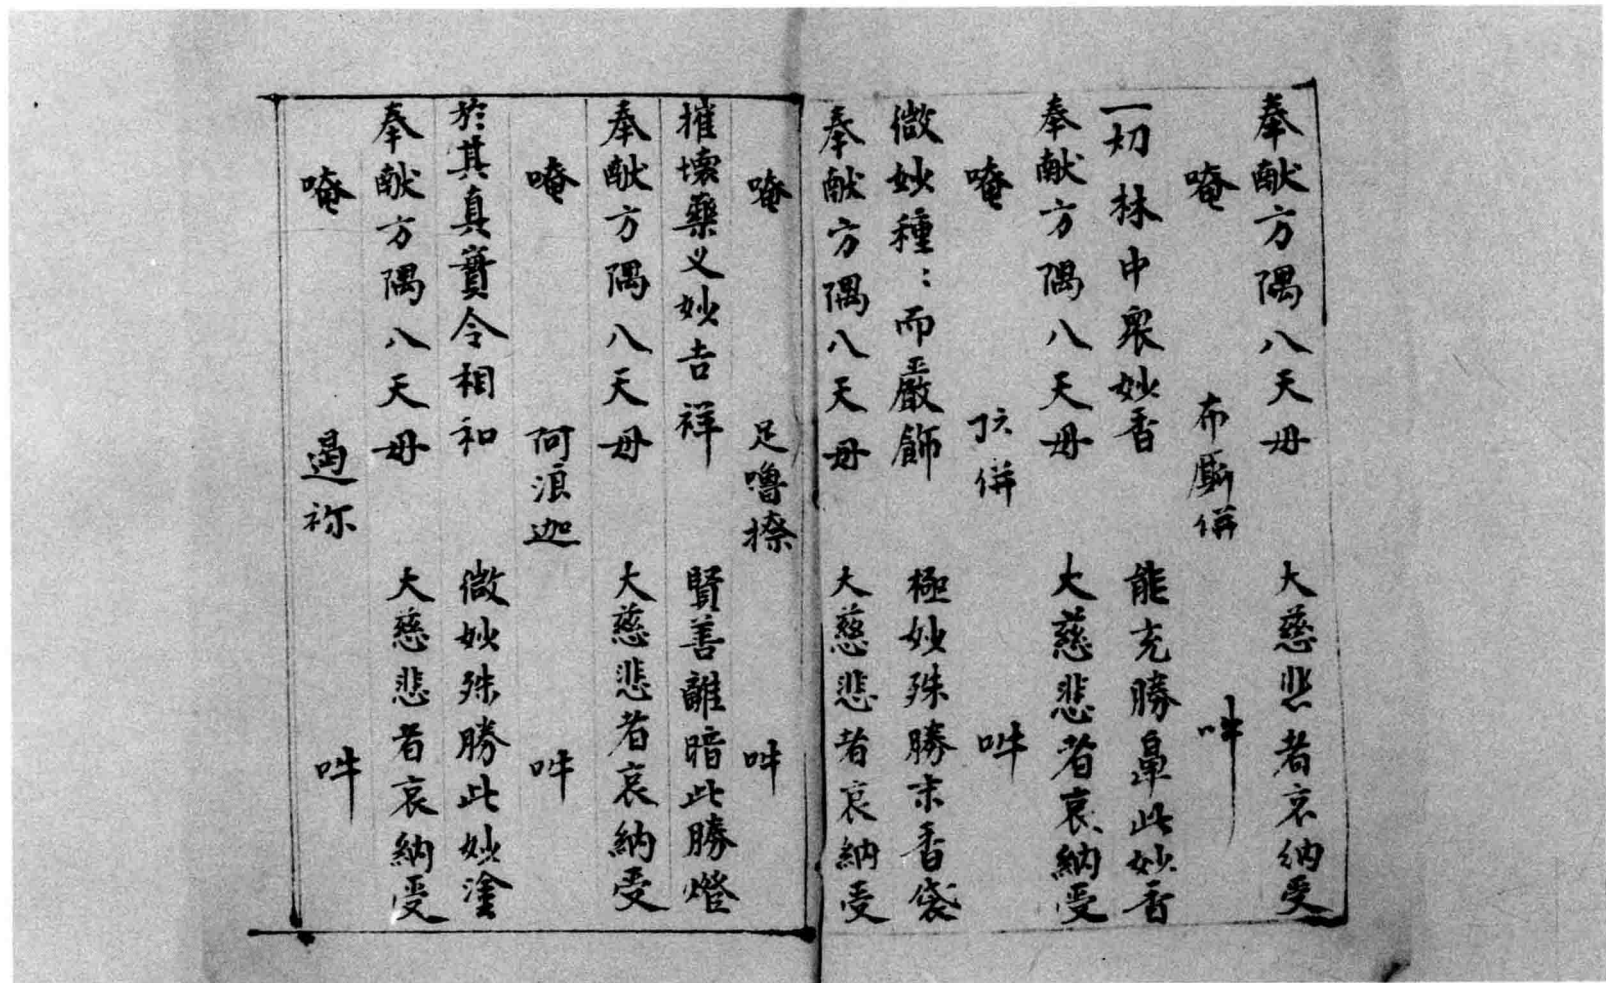 奉献方隅八天母 大慈悲者哀纳受
唵 布厮併 吽
一切林中衆妙香 能充勝鼻此妙香
奉献方隅八天母 大慈悲者哀納受
唵 併 吽
微妙種：而嚴飾 極妙殊勝末香袋
奉献方隅八天母 大慈悲者哀納受
唵 足嚕捺 吽
摧壞藥义妙吉祥 賢善離暗此勝燈
奉献方隅八天母 大慈悲者哀納受
唵 阿浪迦 吽
於其真實令相和 微妙殊勝此妙塗
奉献方隅八天母 大慈悲者哀納受
唵 祢 吽